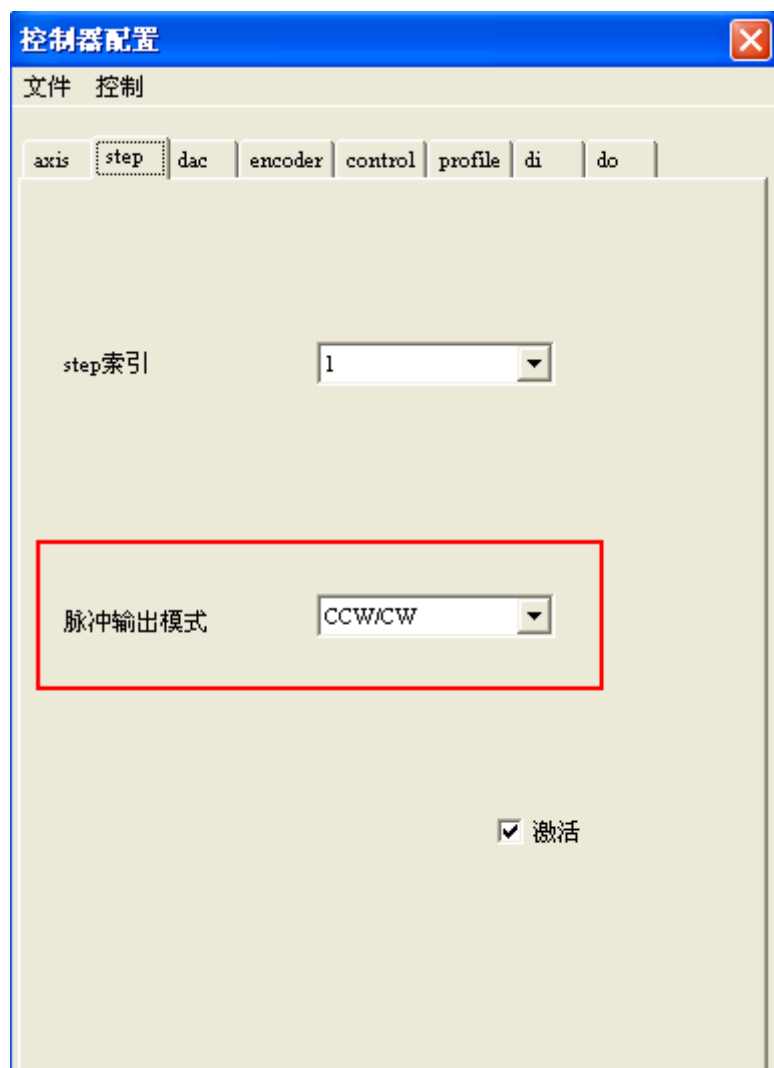 控制器配置
文件 控制
axis step dac encoder control profile di do
step索引 1
脉冲输出模式 CCW/CW
激活